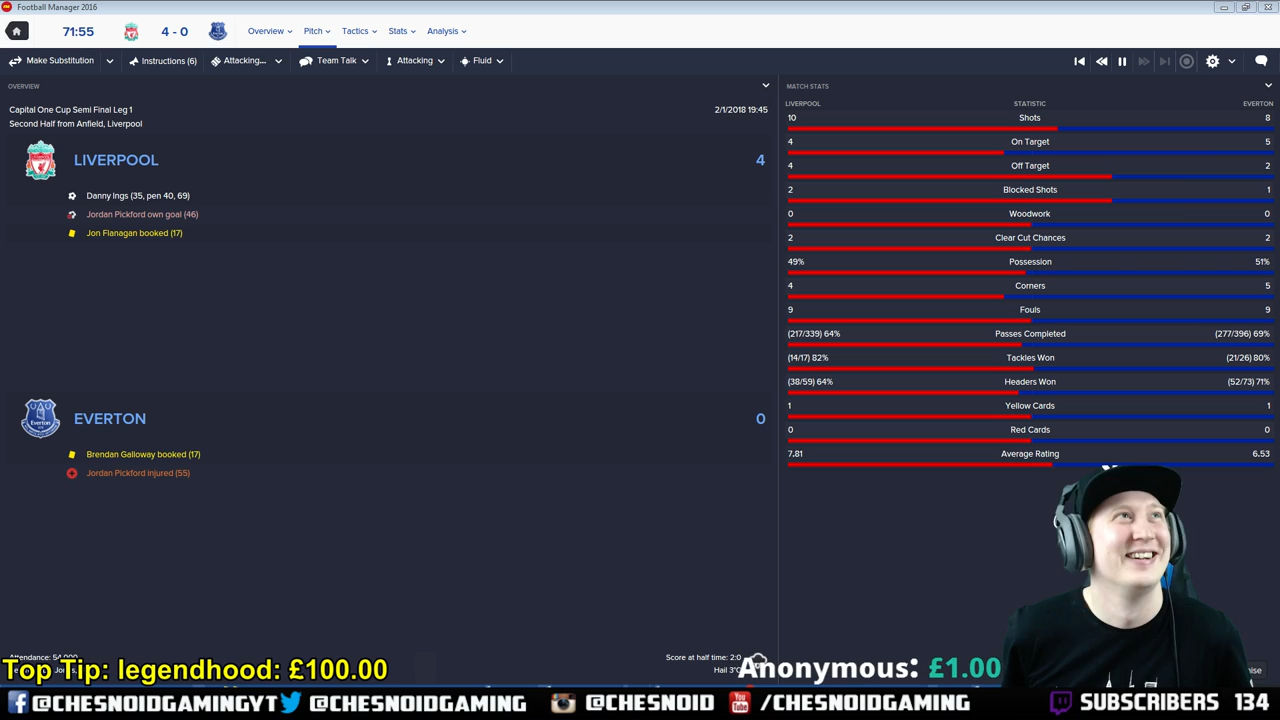 Football Manager 2016
71:55 4 - 0 Overview Pitch Tactics Stats Analysis
Make Substitution Instructions (6) Attacking... Team Talk Attacking Fluid
OVERVIEW
Capital One Cup Semi Final Leg 1 2/1/2018 19:45
Second Half from Anfield, Liverpool
LIVERPOOL 4
Danny Ings (35, pen 40, 69)
Jordan Pickford own goal (46)
Jon Flanagan booked (17)
EVERTON 0
Brendan Galloway booked (17)
Jordan Pickford injured (55)
Attendance: 54,000
Score at half time: 2:0
Hail 3°C
MATCH STATS
LIVERPOOL STATISTIC EVERTON
10 Shots 8
4 On Target 5
4 Off Target 2
2 Blocked Shots 1
0 Woodwork 0
2 Clear Cut Chances 2
49% Possession 51%
4 Corners 5
9 Fouls 9
(217/339) 64% Passes Completed (277/396) 69%
(14/17) 82% Tackles Won (21/26) 80%
(38/59) 64% Headers Won (52/73) 71%
1 Yellow Cards 1
0 Red Cards 0
7.81 Average Rating 6.53
Top Tip: legendhood: £100.00
Anonymous: £1.00
@CHESNOIDGAMINGYT @CHESNOIDGAMING @CHESNOID You Tube /CHESNOIDGAMING SUBSCRIBERS 134